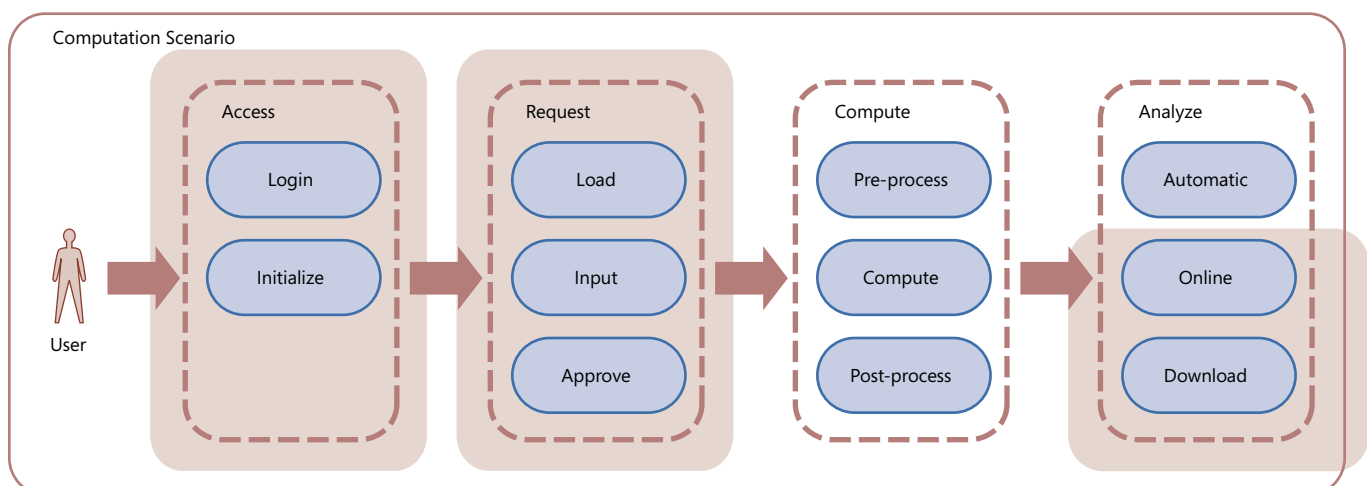 Computation Scenario
Access
Login
Initialize
Request
Load
Input
Approve
Compute
Pre-process
Compute
Post-process
Analyze
Automatic
Online
Download
User